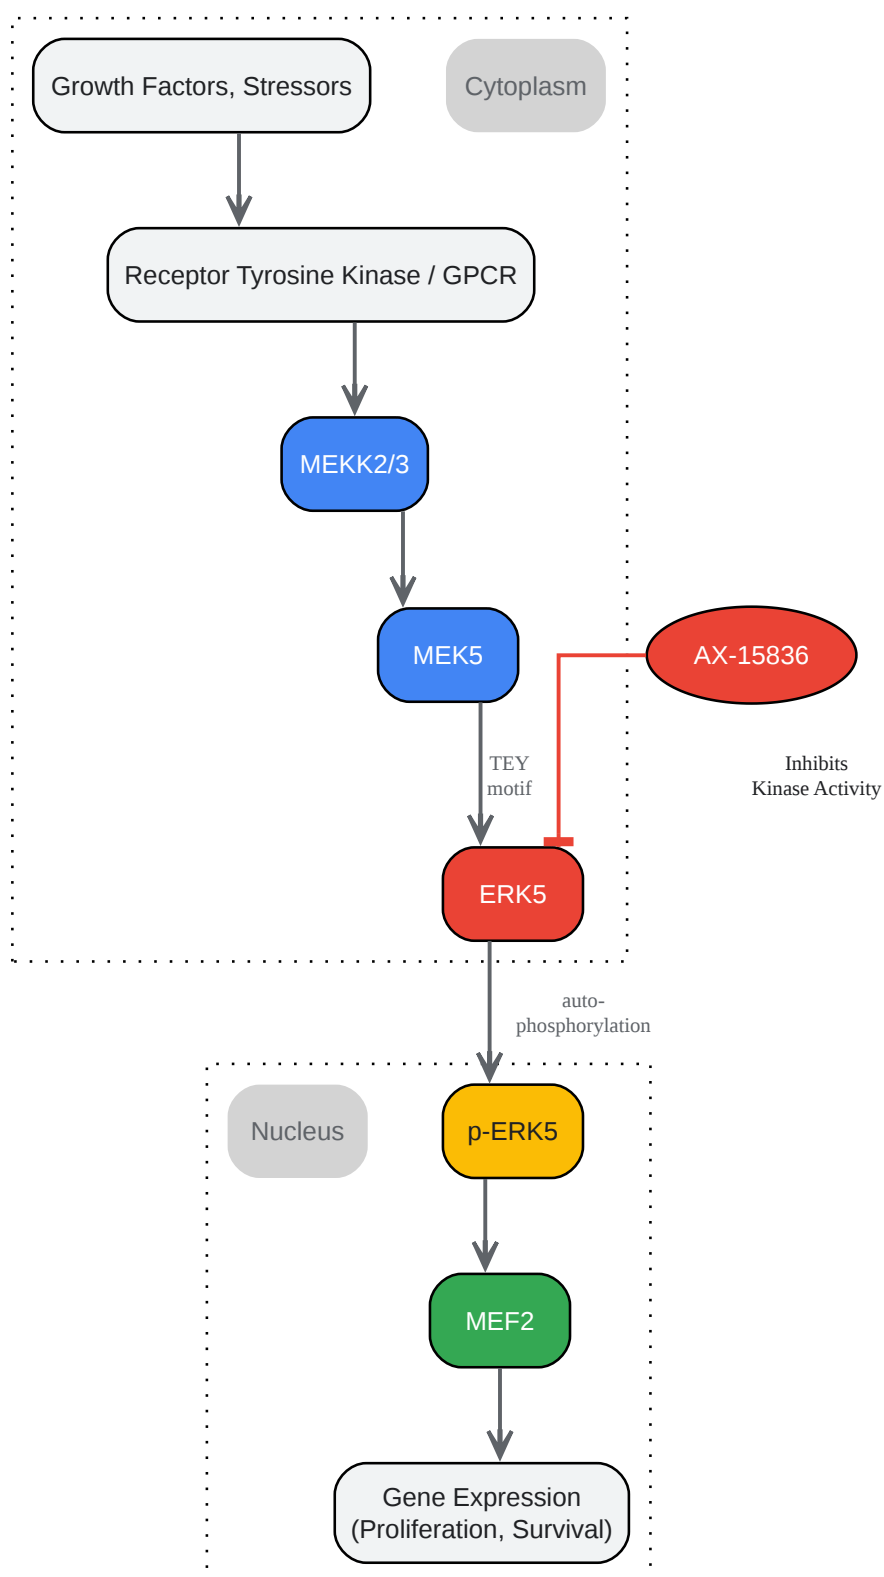 Growth Factors, Stressors
Cytoplasm
Receptor Tyrosine Kinase / GPCR
MEKK2/3
MEK5
AX-15836
TEY
motif
Inhibits
Kinase Activity
ERK5
auto-
phosphorylation
Nucleus
p-ERK5
MEF2
Gene Expression
(Proliferation, Survival)